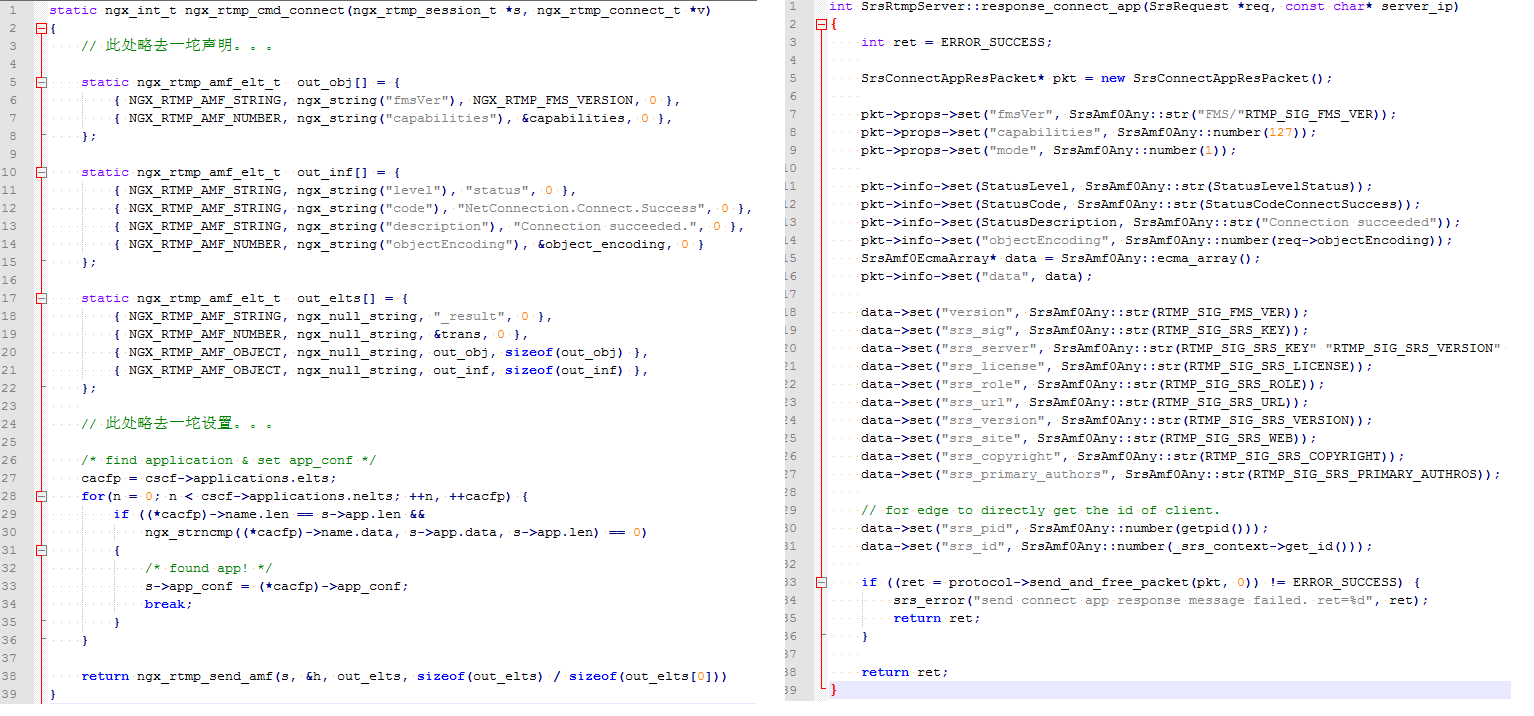 1 static ngx_int_t ngx_rtmp_cmd_connect(ngx_rtmp_session_t *s, ngx_rtmp_connect_t *v)
2 {
3 // 此处略去一坨声明。。。
4
5 static ngx_rtmp_amf_elt_t out_obj[] = {
6 { NGX_RTMP_AMF_STRING, ngx_string("fmsVer"), NGX_RTMP_FMS_VERSION, 0 },
7 { NGX_RTMP_AMF_NUMBER, ngx_string("capabilities"), &capabilities, 0 },
8 };
9
10 static ngx_rtmp_amf_elt_t out_inf[] = {
11 { NGX_RTMP_AMF_STRING, ngx_string("level"), "status", 0 },
12 { NGX_RTMP_AMF_STRING, ngx_string("code"), "NetConnection.Connect.Success", 0 },
13 { NGX_RTMP_AMF_STRING, ngx_string("description"), "Connection succeeded.", 0 },
14 { NGX_RTMP_AMF_NUMBER, ngx_string("objectEncoding"), &object_encoding, 0 }
15 };
16
17 static ngx_rtmp_amf_elt_t out_elts[] = {
18 { NGX_RTMP_AMF_STRING, ngx_null_string, "_result", 0 },
19 { NGX_RTMP_AMF_NUMBER, ngx_null_string, &trans, 0 },
20 { NGX_RTMP_AMF_OBJECT, ngx_null_string, out_obj, sizeof(out_obj) },
21 { NGX_RTMP_AMF_OBJECT, ngx_null_string, out_inf, sizeof(out_inf) },
22 };
23
24 // 此处略去一坨设置。。。
25
26 /* find application & set app_conf */
27 cacfp = cscf->applications.elts;
28 for(n = 0; n < cscf->applications.nelts; ++n, ++cacfp) {
29 if ((*cacfp)->name.len == s->app.len &&
30 ngx_strncmp((*cacfp)->name.data, s->app.data, s->app.len) == 0)
31 {
32 /* found app! */
33 s->app_conf = (*cacfp)->app_conf;
34 break;
35 }
36 }
37
38 return ngx_rtmp_send_amf(s, &h, out_elts, sizeof(out_elts) / sizeof(out_elts[0]))
39 }
1 int SrsRtmpServer::response_connect_app(SrsRequest *req, const char* server_ip)
2 {
3 int ret = ERROR_SUCCESS;
4
5 SrsConnectAppResPacket* pkt = new SrsConnectAppResPacket();
6
7 pkt->props->set("fmsVer", SrsAmf0Any::str("FMS/"RTMP_SIG_FMS_VER));
8 pkt->props->set("capabilities", SrsAmf0Any::number(127));
9 pkt->props->set("mode", SrsAmf0Any::number(1));
10
11 pkt->info->set(StatusLevel, SrsAmf0Any::str(StatusLevelStatus));
12 pkt->info->set(StatusCode, SrsAmf0Any::str(StatusCodeConnectSuccess));
13 pkt->info->set(StatusDescription, SrsAmf0Any::str("Connection succeeded"));
14 pkt->info->set("objectEncoding", SrsAmf0Any::number(req->objectEncoding));
15 SrsAmf0EcmaArray* data = SrsAmf0Any::ecma_array();
16 pkt->info->set("data", data);
17
18 data->set("version", SrsAmf0Any::str(RTMP_SIG_FMS_VER));
19 data->set("srs_sig", SrsAmf0Any::str(RTMP_SIG_SRS_KEY));
20 data->set("srs_server", SrsAmf0Any::str(RTMP_SIG_SRS_KEY" "RTMP_SIG_SRS_VERSION"
21 data->set("srs_license", SrsAmf0Any::str(RTMP_SIG_SRS_LICENSE));
22 data->set("srs_role", SrsAmf0Any::str(RTMP_SIG_SRS_ROLE));
23 data->set("srs_url", SrsAmf0Any::str(RTMP_SIG_SRS_URL));
24 data->set("srs_version", SrsAmf0Any::str(RTMP_SIG_SRS_VERSION));
25 data->set("srs_site", SrsAmf0Any::str(RTMP_SIG_SRS_WEB));
26 data->set("srs_copyright", SrsAmf0Any::str(RTMP_SIG_SRS_COPYRIGHT));
27 data->set("srs_primary_authors", SrsAmf0Any::str(RTMP_SIG_SRS_PRIMARY_AUTHROS));
28
29 // for edge to directly get the id of client.
30 data->set("srs_pid", SrsAmf0Any::number(getpid()));
31 data->set("srs_id", SrsAmf0Any::number(_srs_context->get_id()));
32
33 if ((ret = protocol->send_and_free_packet(pkt, 0)) != ERROR_SUCCESS) {
34 srs_error("send connect app response message failed. ret=%d", ret);
35 return ret;
36 }
37
38 return ret;
39 }